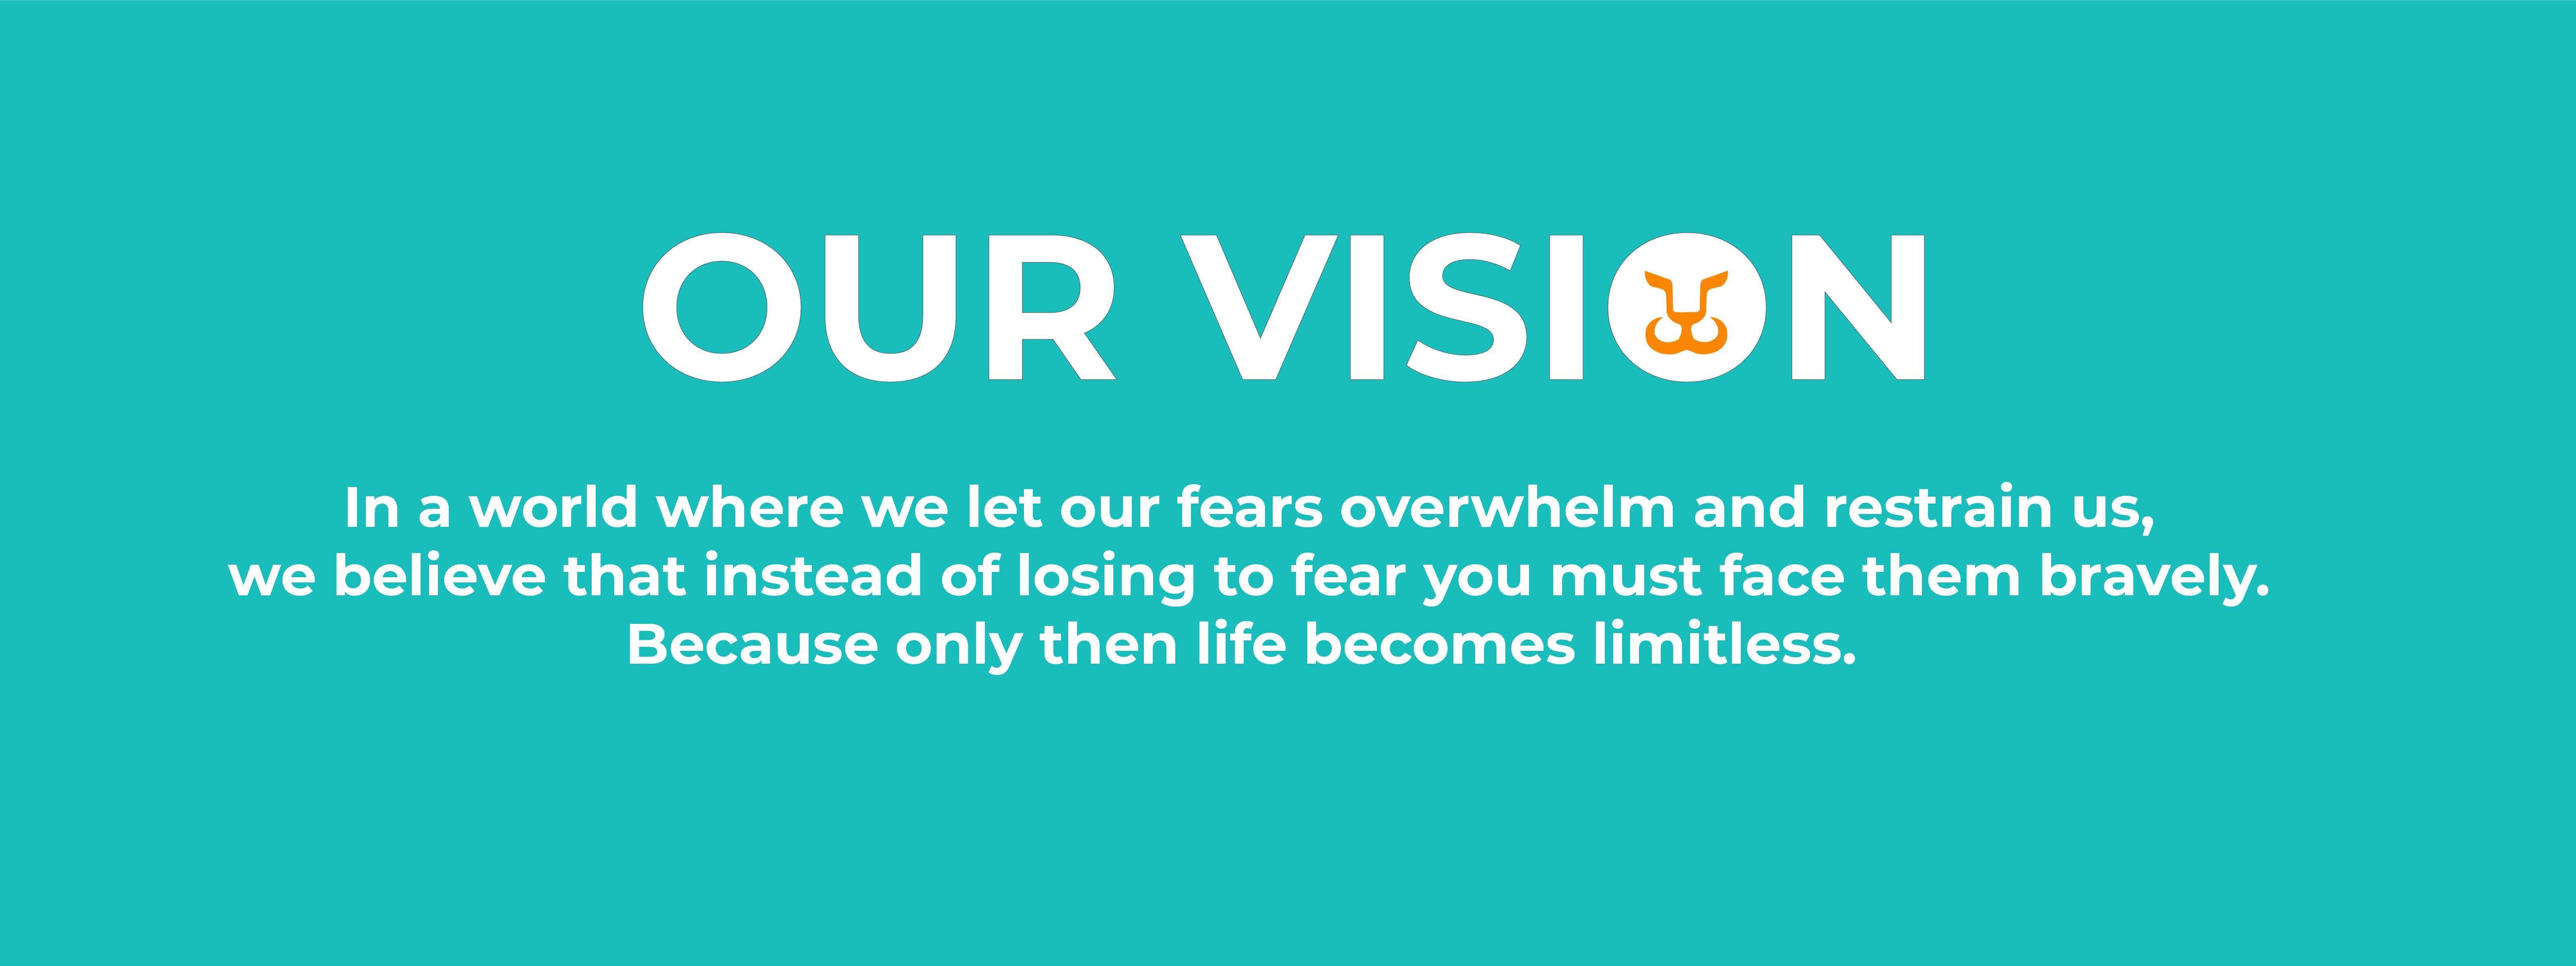 OUR VISION
In a world where we let our fears overwhelm and restrain us,
we believe that instead of losing to fear you must face them bravely.
Because only then life becomes limitless.